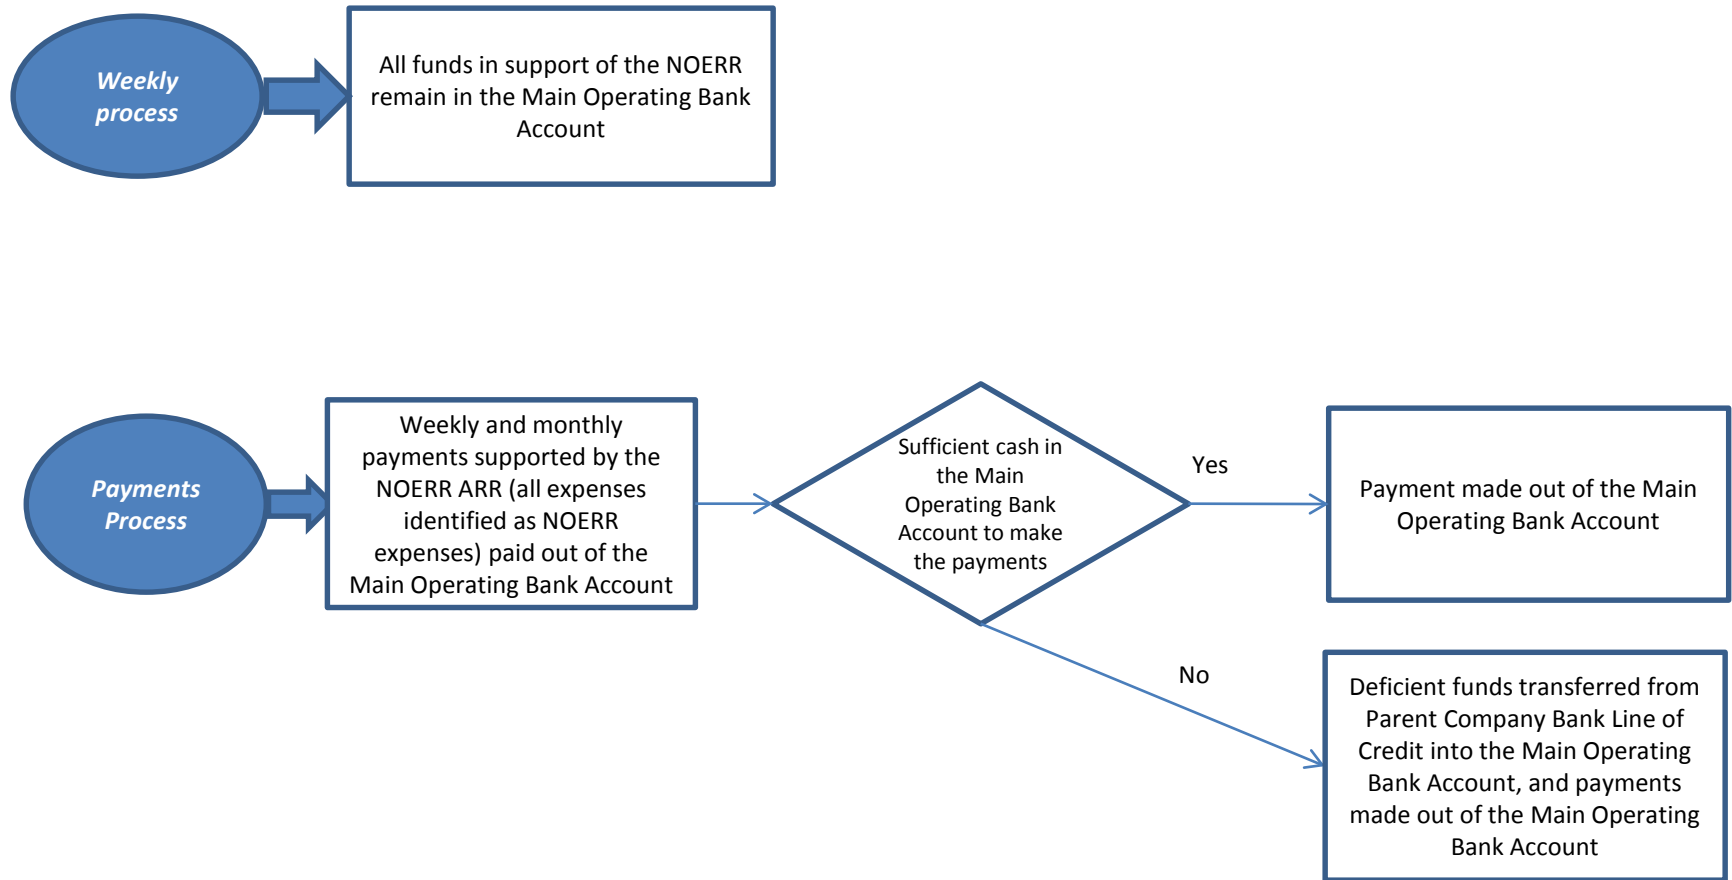 Weekly
process
All funds in support of the NOERR
remain in the Main Operating Bank
Account
Payments
Process
Weekly and monthly
payments supported by the
NOERR ARR (all expenses
identified as NOERR
expenses) paid out of the
Main Operating Bank Account
Sufficient cash in
the Main
Operating Bank
Account to make
the payments
Yes
Payment made out of the Main
Operating Bank Account
No
Deficient funds transferred from
Parent Company Bank Line of
Credit into the Main Operating
Bank Account, and payments
made out of the Main Operating
Bank Account